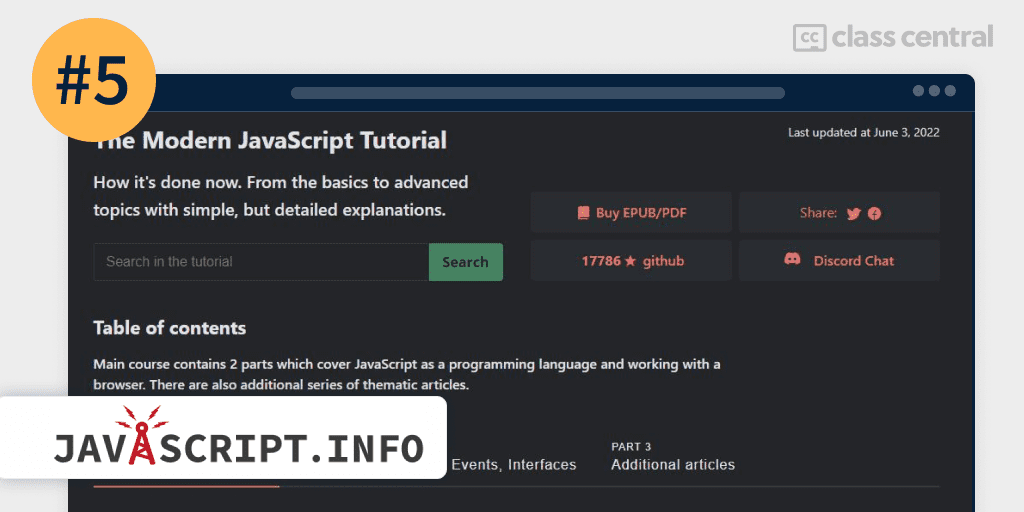 #5
class central
The Modern JavaScript Tutorial
Last updated at June 3, 2022
How it's done now. From the basics to advanced
topics with simple, but detailed explanations.
Buy EPUB/PDF
Share:
Search in the tutorial
Search
17786 ★ github
Discord Chat
Table of contents
Main course contains 2 parts which cover JavaScript as a programming language and working with a
browser. There are also additional series of thematic articles.
JAVASCRIPT.INFO
Events, Interfaces
PART 3
Additional articles